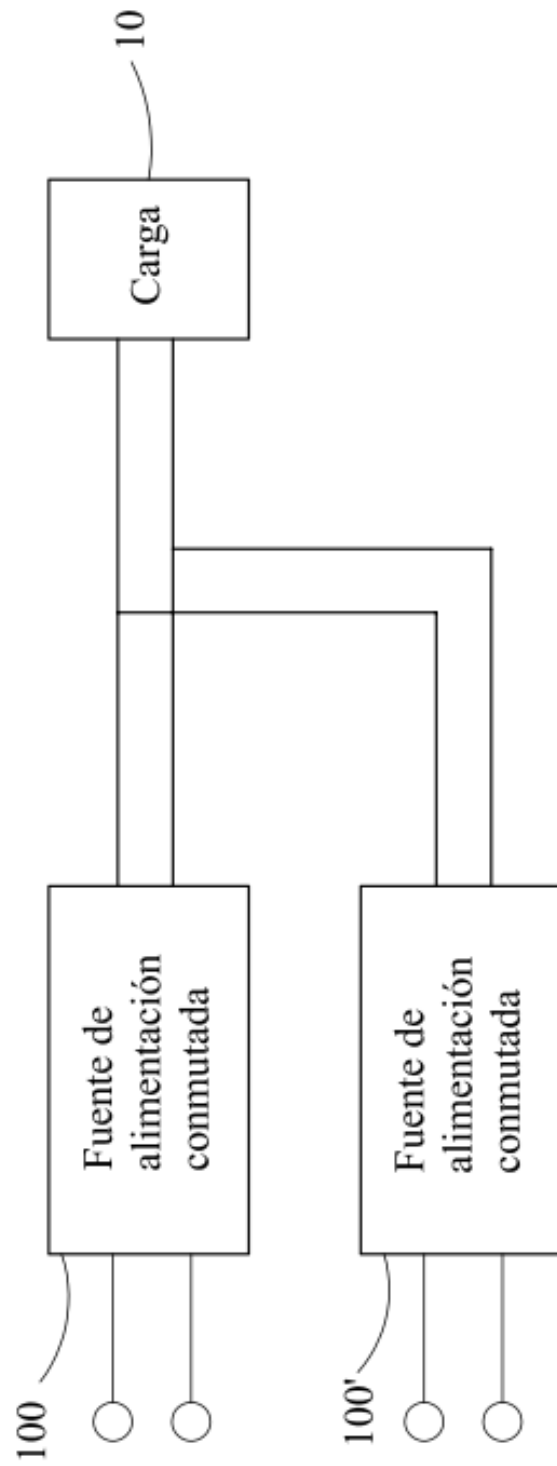 100
Fuente de
alimentación
conmutada
Carga
10
100'
Fuente de
alimentación
conmutada